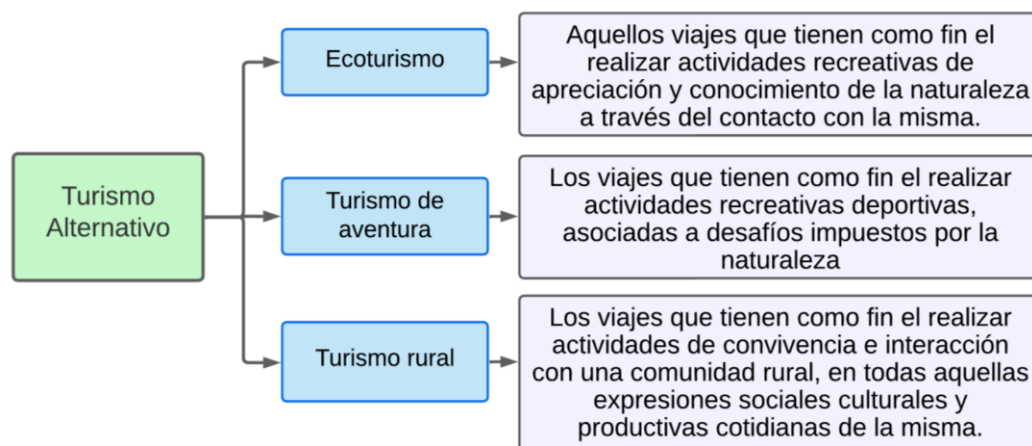 Turismo
Alternativo
Ecoturismo
Aquellos viajes que tienen como fin el
realizar actividades recreativas de
apreciación y conocimiento de la naturaleza
a través del contacto con la misma.
Turismo de
aventura
Los viajes que tienen como fin el realizar
actividades recreativas deportivas,
asociadas a desafíos impuestos por la
naturaleza
Turismo rural
Los viajes que tienen como fin el realizar
actividades de convivencia e interacción
con una comunidad rural, en todas aquellas
expresiones sociales culturales y
productivas cotidianas de la misma.